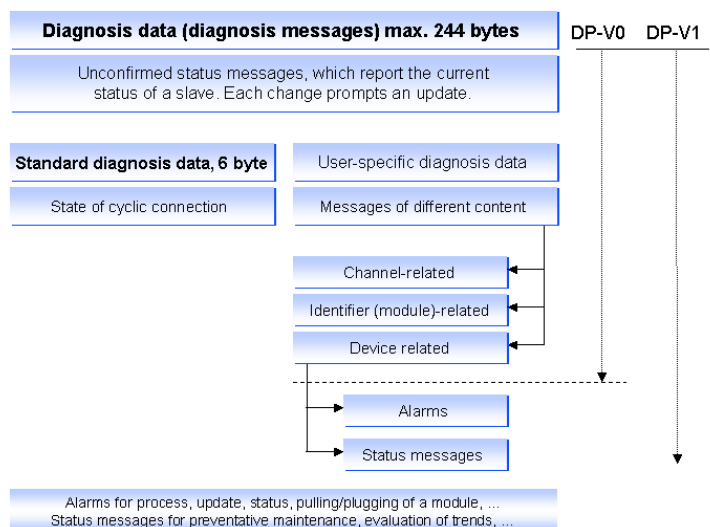 Diagnosis data (diagnosis messages) max. 244 bytes
DP-V0 DP-V1
Unconfirmed status messages, which report the current
status of a slave. Each change prompts an update.
Standard diagnosis data, 6 byte
User-specific diagnosis data
State of cyclic connection
Messages of different content
Channel-related
Identifier (module)-related
Device related
Alarms
Status messages
Alarms for process, update, status, pulling/plugging of a module, ...
Status messages for preventative maintenance, evaluation of trends, ...